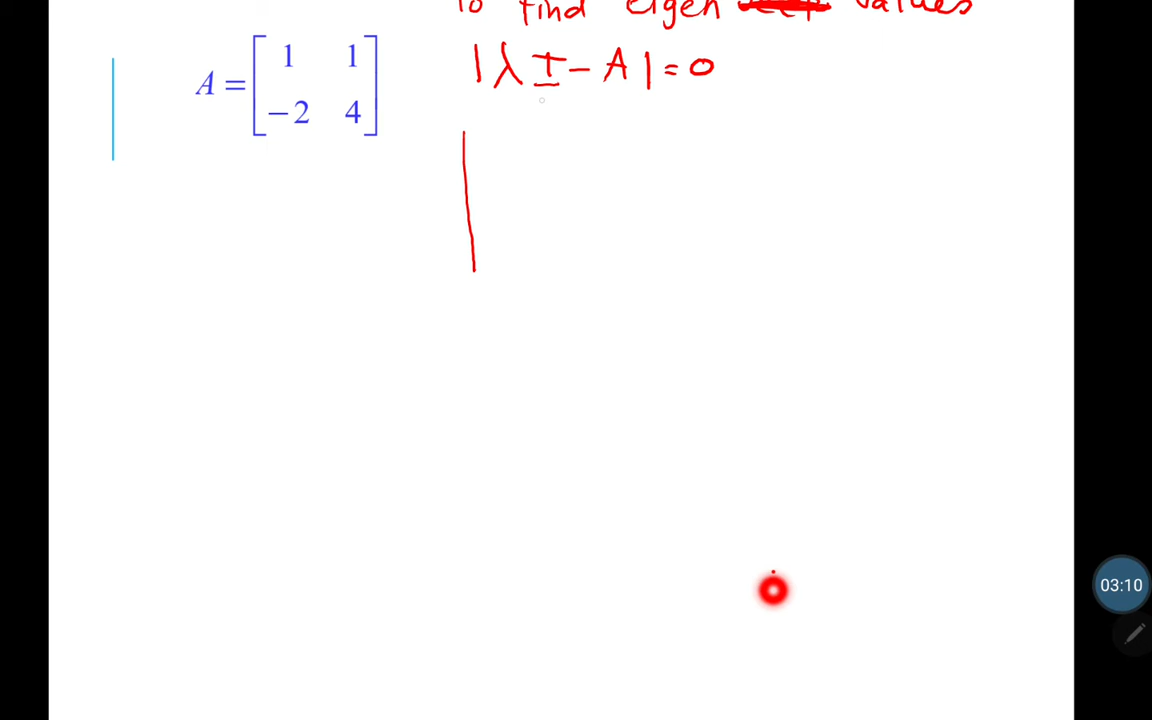 To find eigen values
A = [ 1 1
-2 4 ]
|λI - A| = 0
03:10